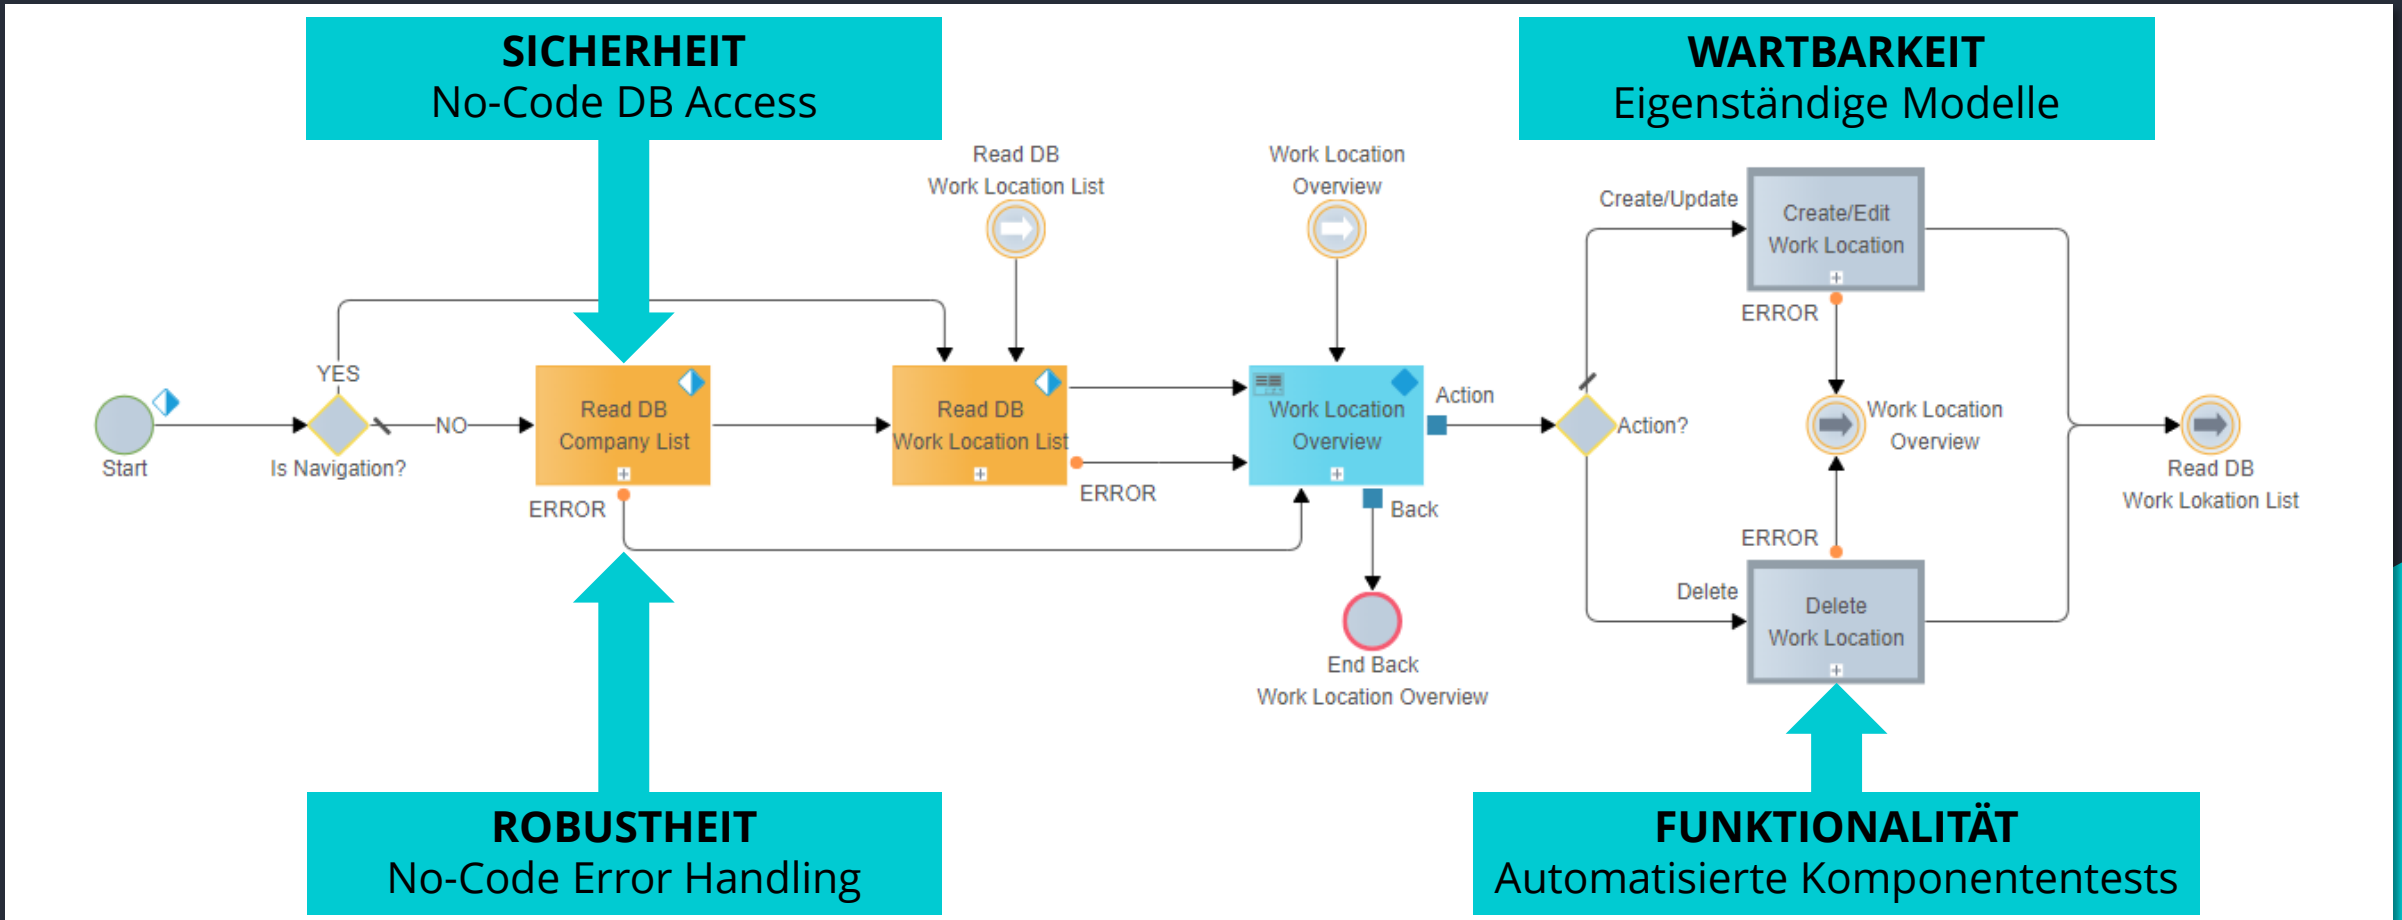 SICHERHEIT
No-Code DB Access
WARTBARKEIT
Eigenständige Modelle
Read DB
Work Location List
Work Location
Overview
Create/Update
Create/Edit
Work Location
ERROR
YES
Start
Is Navigation?
NO
Read DB
Company List
ERROR
Read DB
Work Location List
ERROR
Work Location
Overview
Action
Back
Action?
Work Location
Overview
Read DB
Work Lokation List
ERROR
Delete
Delete
Work Location
End Back
Work Location Overview
ROBUSTHEIT
No-Code Error Handling
FUNKTIONALITÄT
Automatisierte Komponententests